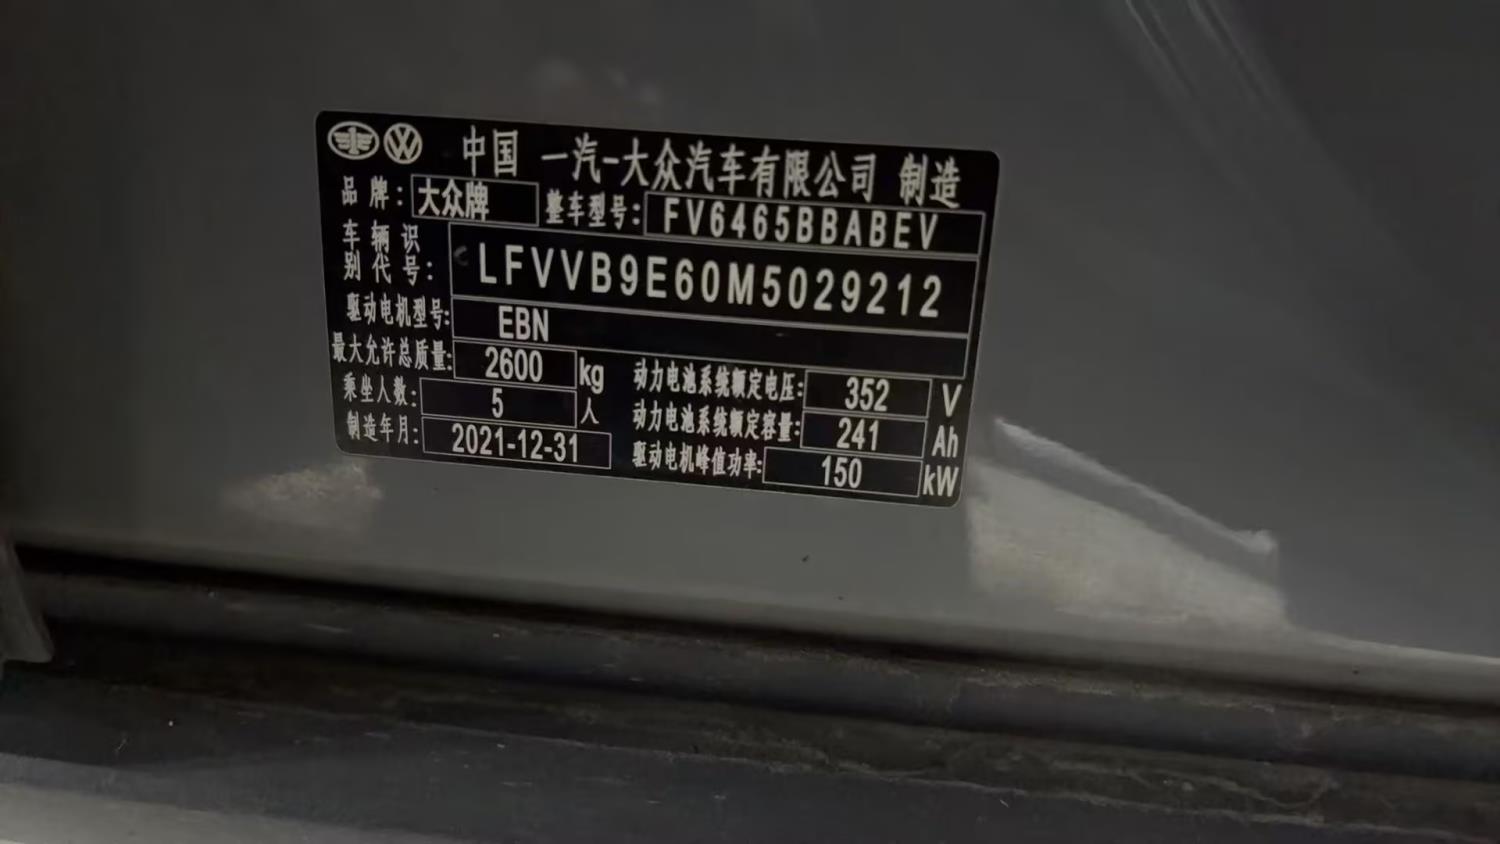 中国 一汽-大众汽车有限公司 制造
品牌: 大众牌 整车型号: FV6465BBABEV
车辆识别代号: LFVVB9E60M5029212
驱动电机型号: EBN
最大允许总质量: 2600 kg 动力电池系统额定电压: 352 V
乘坐人数: 5 人 动力电池系统额定容量: 241 Ah
制造年月: 2021-12-31 驱动电机峰值功率: 150 kW